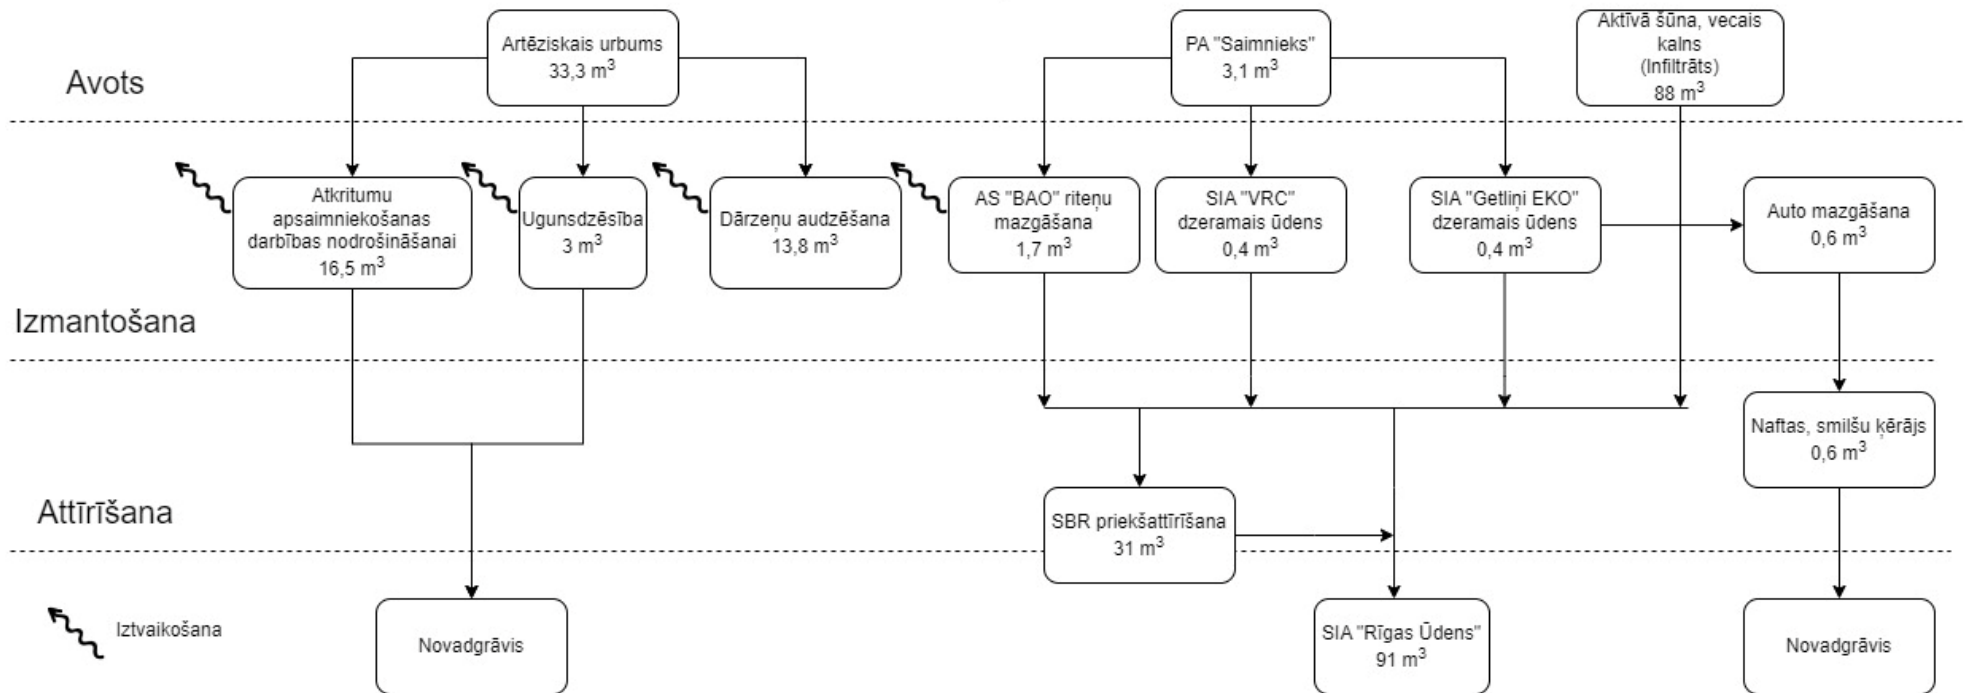 Avots
Artēziskais urbums
33,3 m³
PA "Saimnieks"
3,1 m³
Aktīvā šūna, vecais
kalns
(Infiltrāts)
88 m³
Izmantošana
Atkritumu
apsaimniekošanas
darbības nodrošināšanai
16,5 m³
Ugunsdzēsība
3 m³
Dārzeņu audzēšana
13,8 m³
AS "BAO" riteņu
mazgāšana
1,7 m³
SIA "VRC"
dzeramais ūdens
0,4 m³
SIA "Getliņi EKO"
dzeramais ūdens
0,4 m³
Auto mazgāšana
0,6 m³
Attīrīšana
Naftas, smilšu ķērājs
0,6 m³
SBR priekšattīrīšana
31 m³
Iztvaikošana
Novadgrāvis
SIA "Rīgas Ūdens"
91 m³
Novadgrāvis